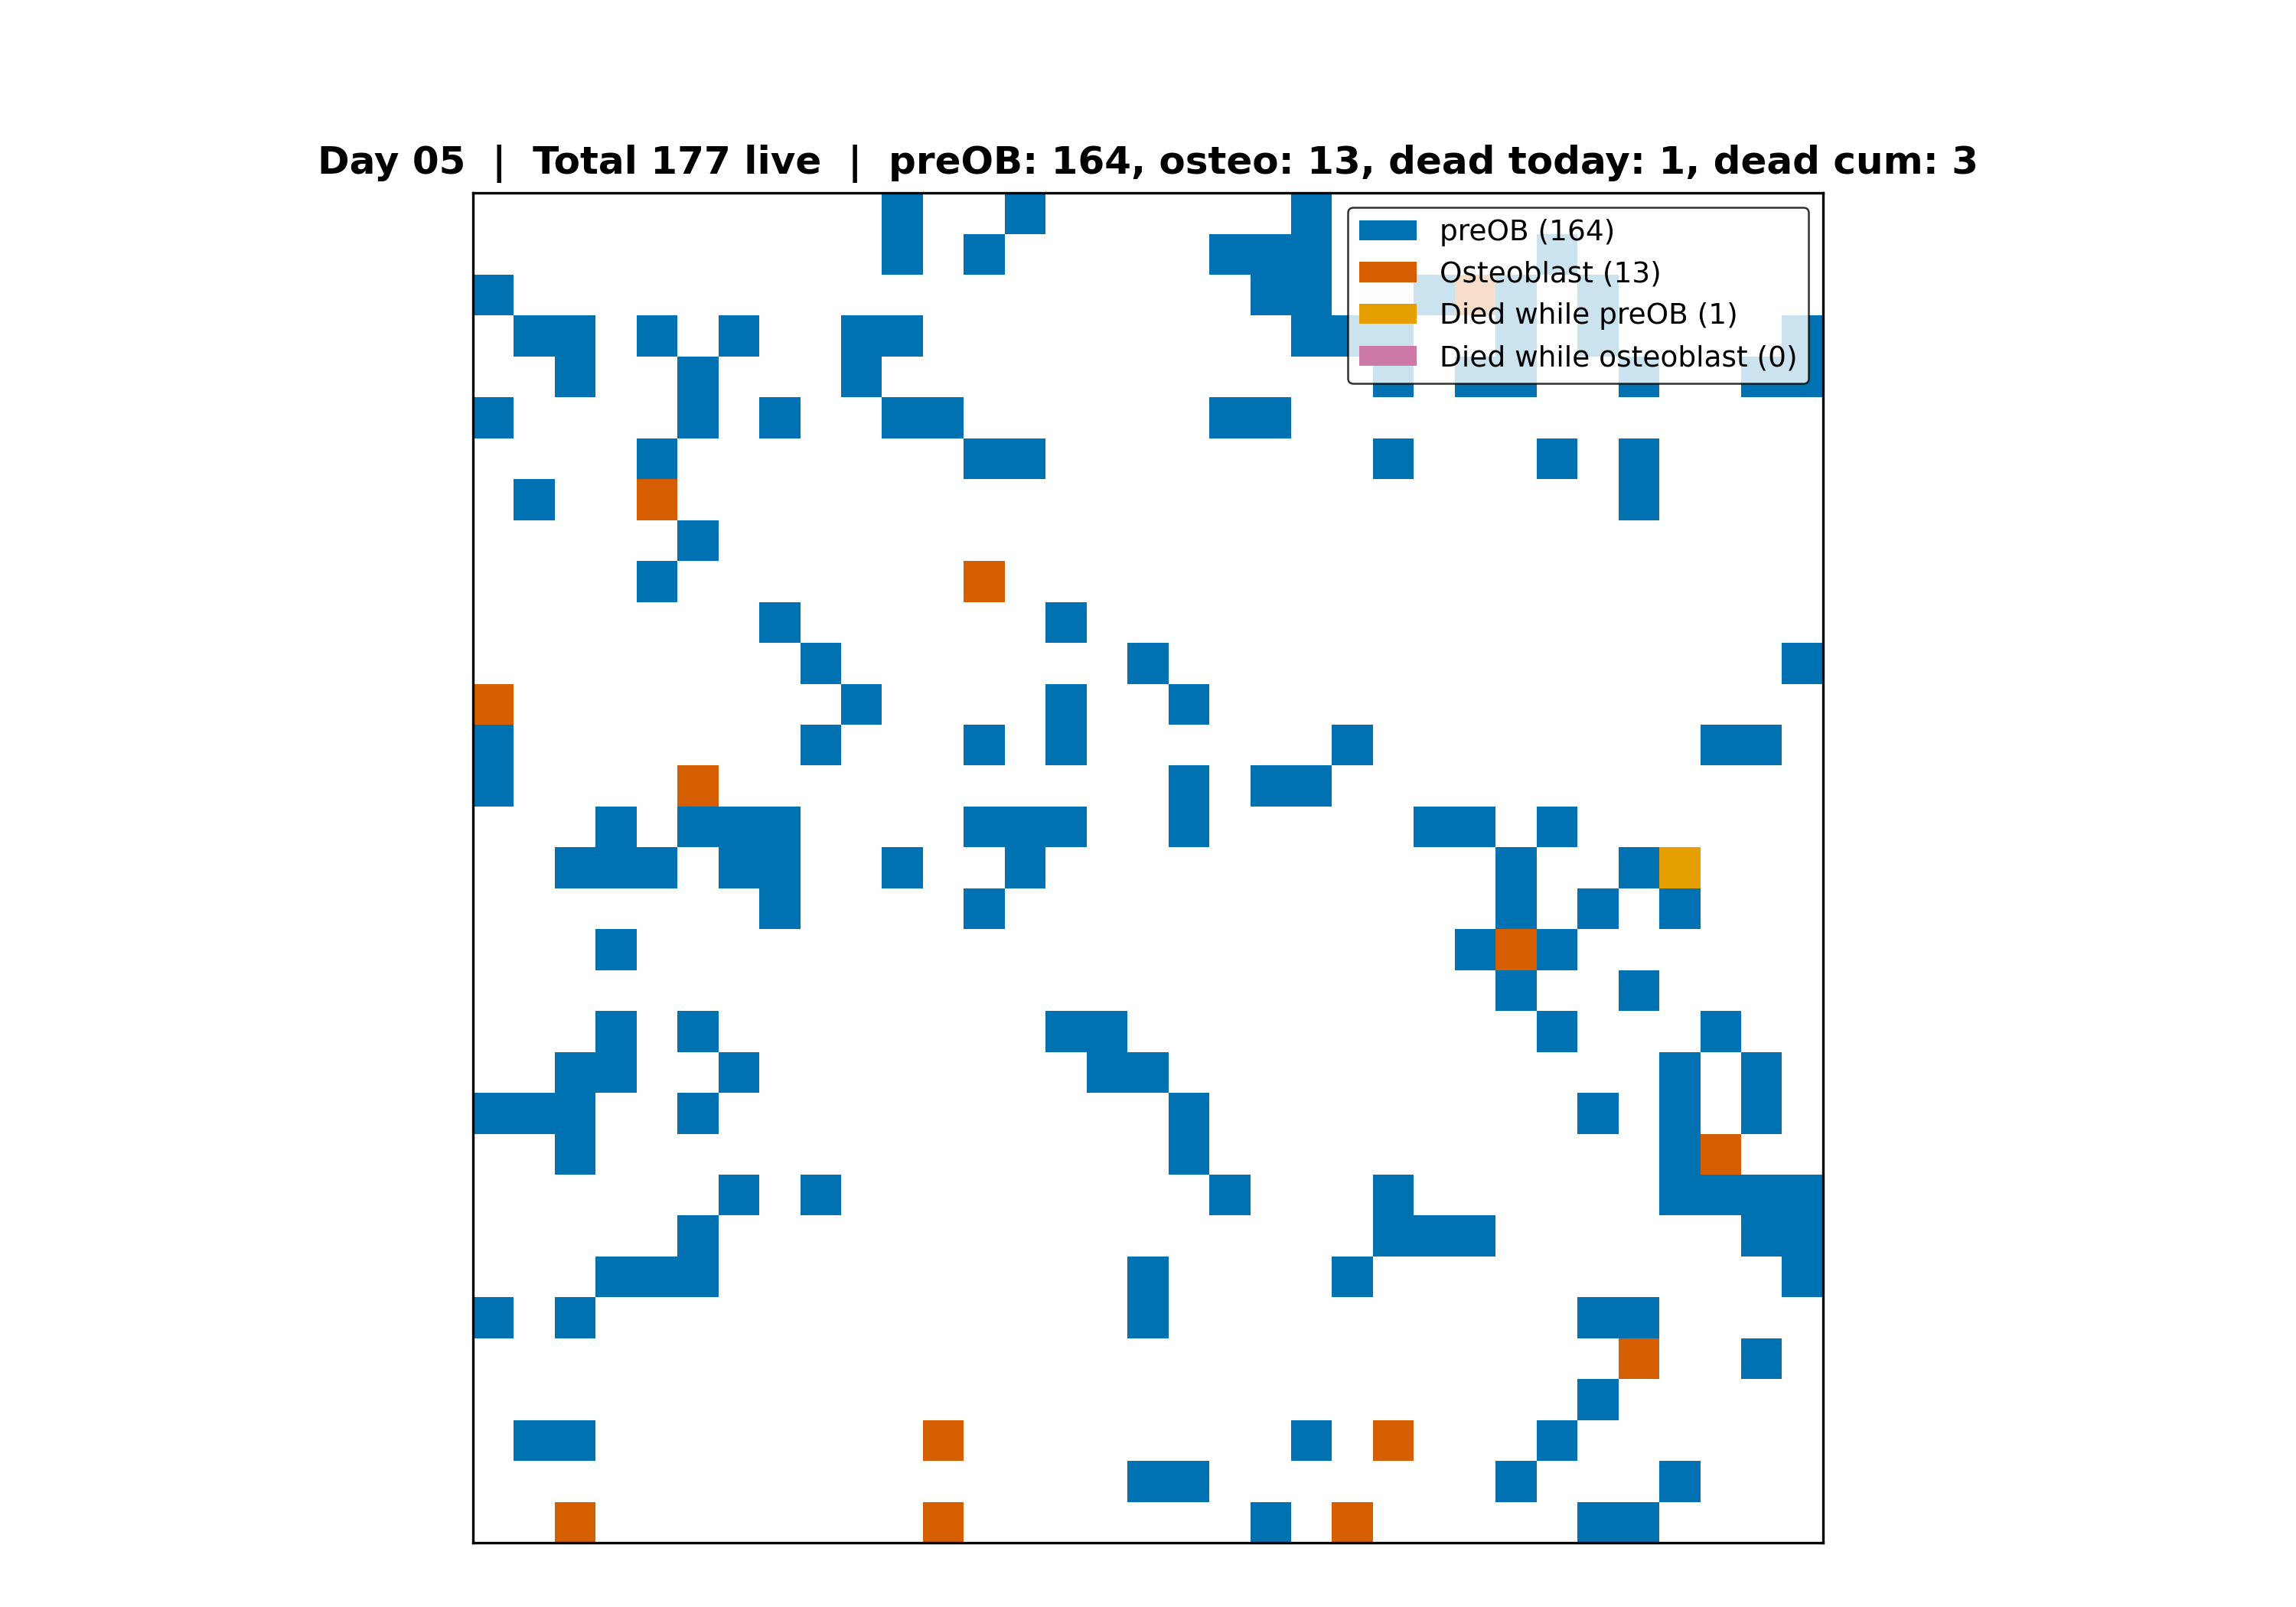 Day 05 | Total 177 live | preOB: 164, osteo: 13, dead today: 1, dead cum: 3
preOB (164)
Osteoblast (13)
Died while preOB (1)
Died while osteoblast (0)